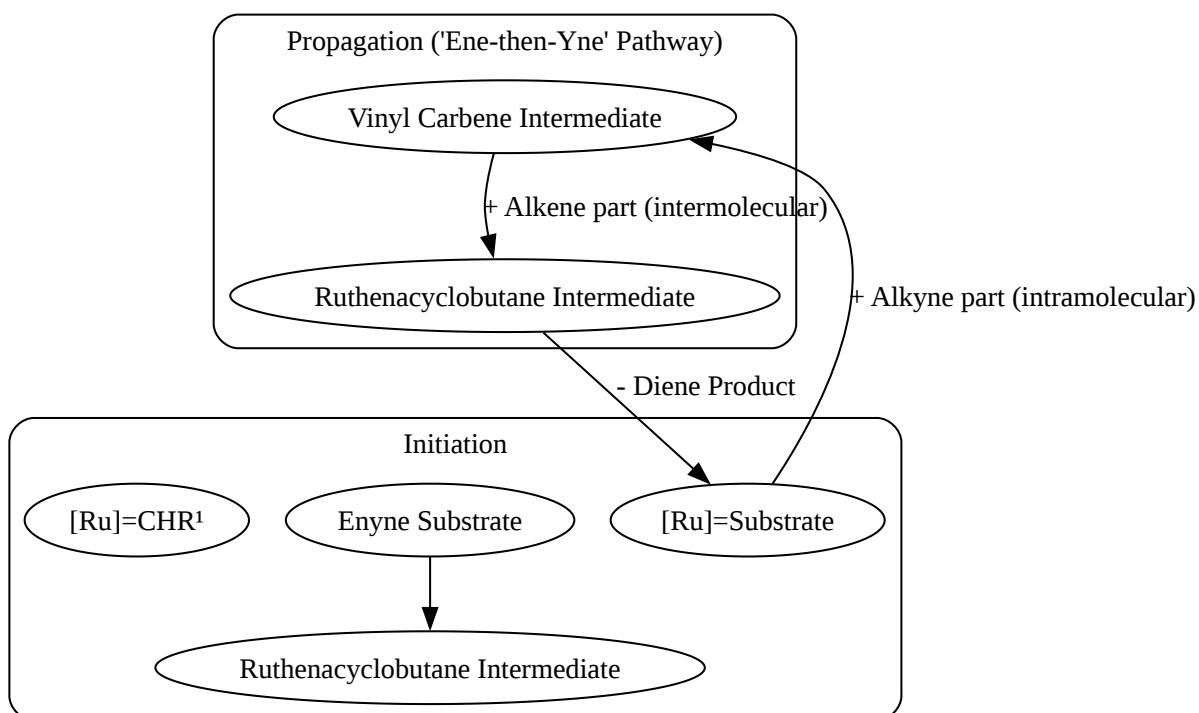 Propagation ('Ene-then-Yne' Pathway)
Vinyl Carbene Intermediate
+ Alkene part (intermolecular)
Ruthenacyclobutane Intermediate
+ Alkyne part (intramolecular)
- Diene Product
Initiation
[Ru]=CHR¹
Enyne Substrate
[Ru]=Substrate
Ruthenacyclobutane Intermediate